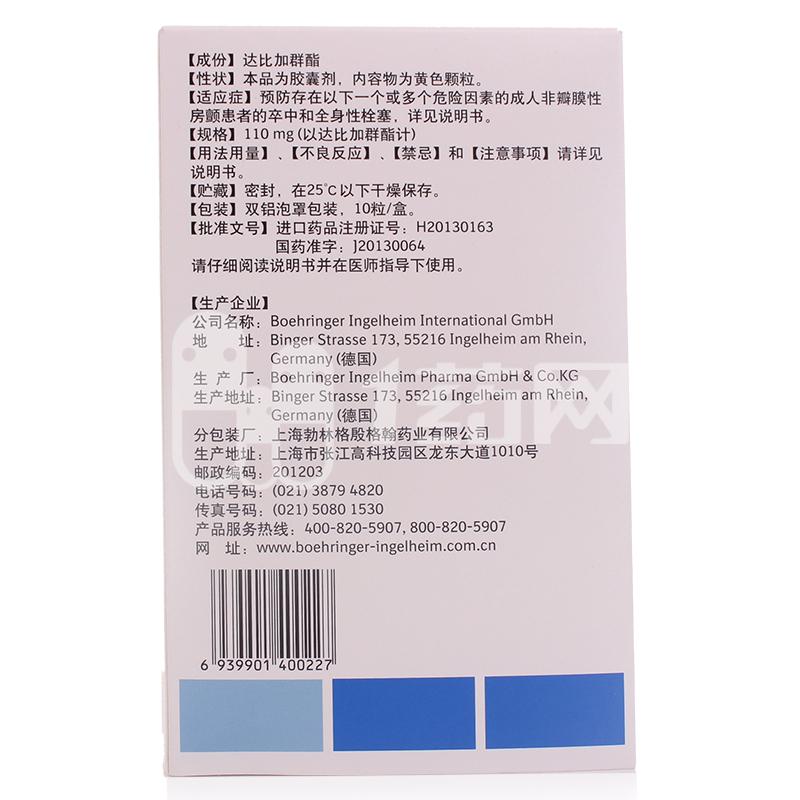 【成份】达比加群酯
【性状】本品为胶囊剂，内容物为黄色颗粒。
【适应症】预防存在以下一个或多个危险因素的成人非瓣膜性
房颤患者的卒中和全身性栓塞，详见说明书。
【规格】110 mg (以达比加群酯计)
【用法用量】、【不良反应】、【禁忌】和【注意事项】请详见
说明书。
【贮藏】密封，在25℃以下干燥保存。
【包装】双铝泡罩包装，10粒/盒。
【批准文号】进口药品注册证号：H20130163
国药准字：J20130064
请仔细阅读说明书并在医师指导下使用。
【生产企业】
公司名称：Boehringer Ingelheim International GmbH
地 址：Binger Strasse 173, 55216 Ingelheim am Rhein,
Germany (德国)
生 产 厂：Boehringer Ingelheim Pharma GmbH & Co.KG
生产地址：Binger Strasse 173, 55216 Ingelheim am Rhein,
Germany (德国)
分包装厂：上海勃林格殷格翰药业有限公司
生产地址：上海市张江高科技园区龙东大道1010号
邮政编码：201203
电话号码：(021) 3879 4820
传真号码：(021) 5080 1530
产品服务热线：400-820-5907, 800-820-5907
网 址：www.boehringer-ingelheim.com.cn
1药网
6 939901 400227